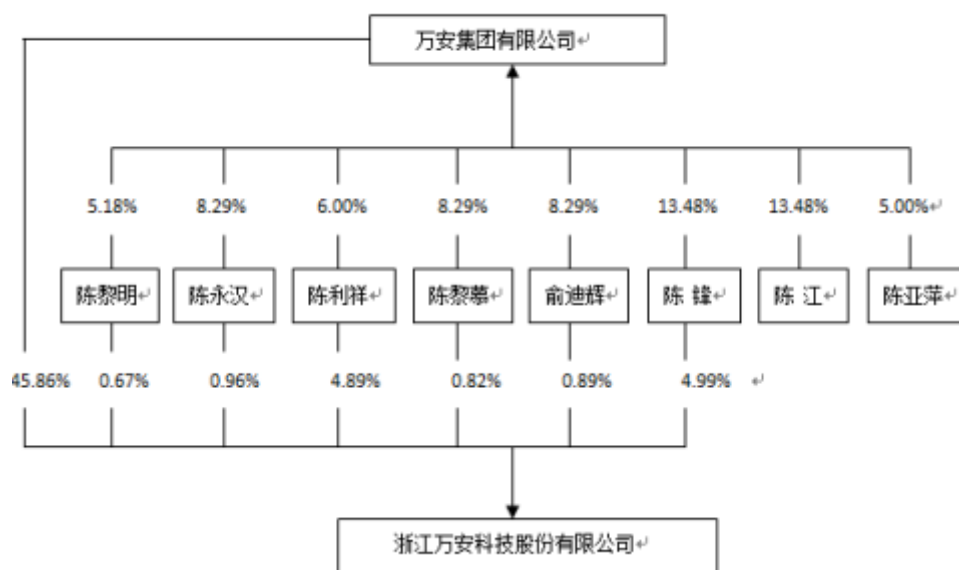 万安集团有限公司↵
5.18% 8.29% 6.00% 8.29% 8.29% 13.48% 13.48% 5.00%↵
陈黎明↵ 陈永汉↵ 陈利祥↵ 陈黎慕↵ 俞迪辉↵ 陈 锋↵ 陈 江↵ 陈亚萍↵
45.86% 0.67% 0.96% 4.89% 0.82% 0.89% 4.99% ↵
浙江万安科技股份有限公司↵